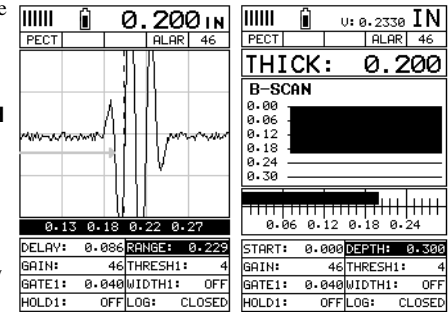 0.200 IN
PECT ALAR 46
0.13 0.18 0.22 0.27
DELAY: 0.086 RANGE: 0.229
GAIN: 46 THRESH1: 4
GATE1: 0.040 WIDTH1: OFF
HOLD1: OFF LOG: CLOSED
V: 0.2330 IN
PECT ALAR 46
THICK: 0.200
B-SCAN
0.00
0.06
0.12
0.18
0.24
0.30
0.06 0.12 0.18 0.24
START: 0.000 DEPTH: 0.300
GAIN: 46 THRESH1: 4
GATE1: 0.040 WIDTH1: OFF
HOLD1: OFF LOG: CLOSED